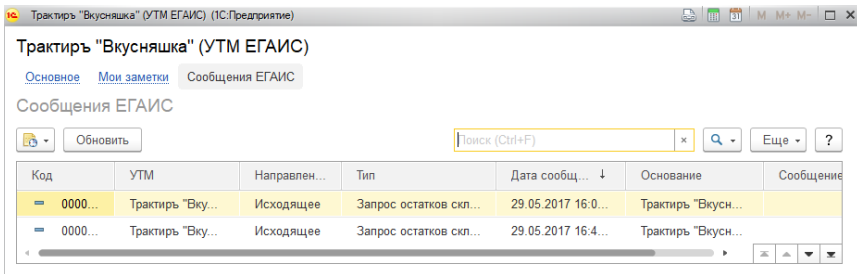 1С Трактиръ "Вкусняшка" (УТМ ЕГАИС) (1С:Предприятие) 31 M M+ M-
Трактиръ "Вкусняшка" (УТМ ЕГАИС)
Основное Мои заметки Сообщения ЕГАИС
Сообщения ЕГАИС
Обновить Поиск (Ctrl+F) × Еще ?
Код УТМ Направлен... Тип Дата сообщ... ↓ Основание Сообщение
0000... Трактиръ "Вку... Исходящее Запрос остатков скл... 29.05.2017 16:0... Трактиръ "Вкусн...
0000... Трактиръ "Вку... Исходящее Запрос остатков скл... 29.05.2017 16:4... Трактиръ "Вкусн...